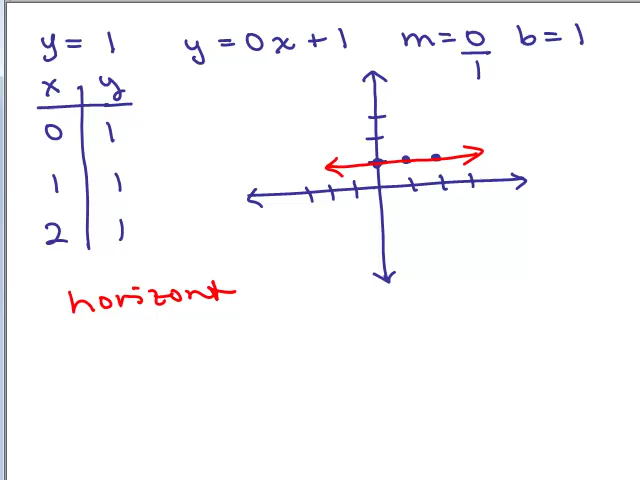 y = 1 y = 0x + 1 m = 0/1 b = 1
x y
0 1
1 1
2 1
horizont